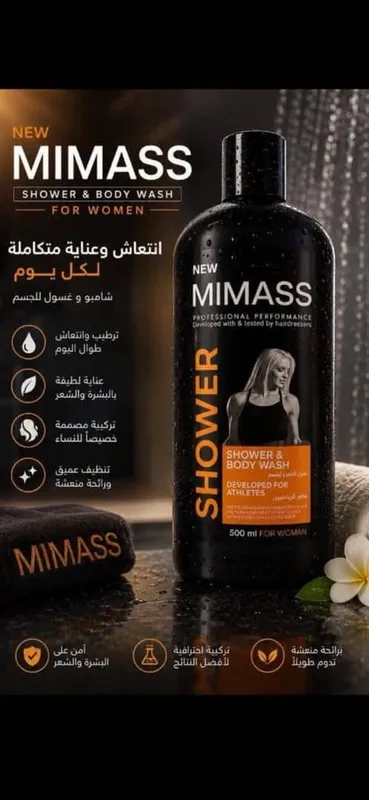 NEW
MIMASS
SHOWER & BODY WASH
FOR WOMEN
انتعاش وعناية متكاملة
لـكـل يـــوم
شامبو و غسول للجسم
ترطيب وانتعاش
طوال اليوم
عناية لطيفة
بالبشرة والشعر
تركيبة مصممة
خصيصاً للنساء
تنظيف عميق
ورائحة منعشة
NEW
MIMASS
PROFESSIONAL PERFORMANCE
Developed with & tested by hairdressers
SHOWER
SHOWER &
BODY WASH
DEVELOPED FOR
ATHLETES
500 ml FOR WOMAN
MIMASS
آمن على
البشرة والشعر
تركيبة احترافية
لأفضل النتائج
رائحة منعشة
تدوم طويلاً